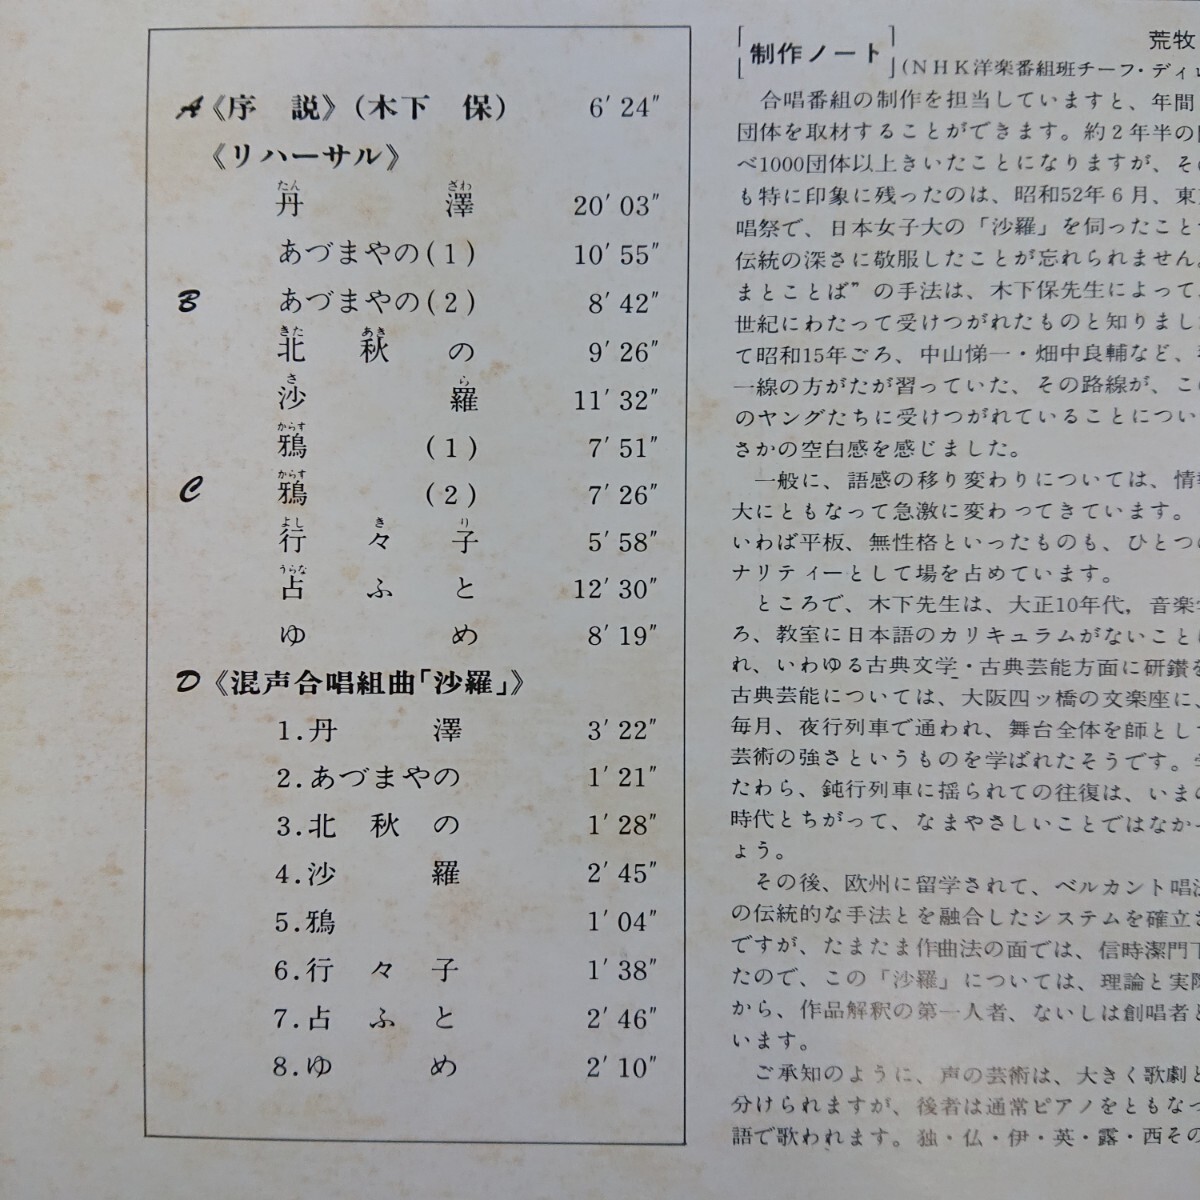 A《序 説》(木下 保) 6′24″
《リハーサル》
丹澤 20′03″
あづまやの(1) 10′55″
B あづまやの(2) 8′42″
北秋の 9′26″
沙羅 11′32″
鴉 (1) 7′51″
C 鴉 (2) 7′26″
行々子 5′58″
占ふと 12′30″
ゆめ 8′19″
D《混声合唱組曲「沙羅」》
1.丹澤 3′22″
2.あづまやの 1′21″
3.北秋の 1′28″
4.沙羅 2′45″
5.鴉 1′04″
6.行々子 1′38″
7.占ふと 2′46″
8.ゆめ 2′10″
[制作ノート]
荒牧
(NHK洋楽番組班チーフ・ディレ
合唱番組の制作を担当していますと、年間
団体を取材することができます。約2年半の
べ1000団体以上きいたことになりますが、その
も特に印象に残ったのは、昭和52年6月、東
唱祭で、日本女子大の「沙羅」を伺ったことで
伝統の深さに敬服したことが忘れられません。
まとことば”の手法は、木下保先生によって
世紀にわたって受けつがれたものと知りまし
て昭和15年ごろ、中山悌一・畑中良輔など、
一線の方がたが習っていた、その路線が、この
のヤングたちに受けつがれていることについ
さかの空白感を感じました。
一般に、語感の移り変わりについては、情
大にともなって急激に変わってきています。
いわば平板、無性格といったものも、ひとつの
ナリティーとして場を占めています。
ところで、木下先生は、大正10年代, 音楽
ろ、教室に日本語のカリキュラムがないことに
れ、いわゆる古典文学・古典芸能方面に研鑽を
古典芸能については、大阪四ッ橋の文楽座に、
毎月、夜行列車で通われ、舞台全体を師として
芸術の強さというものを学ばれたそうです。
たわら、鈍行列車に揺られての往復は、いまの
時代とちがって、なまやさしいことではなかっ
ょう。
その後、欧州に留学されて、ベルカント唱法
の伝統的な手法とを融合したシステムを確立さ
ですが、たまたま作曲法の面では、信時潔門下
たので、この「沙羅」については、理論と実際
から、作品解釈の第一人者、ないしは創唱者と
います。
ご承知のように、声の芸術は、大きく歌劇と
分けられますが、後者は通常ピアノをともなっ
語で歌われます。独・仏・伊・英・露・西その